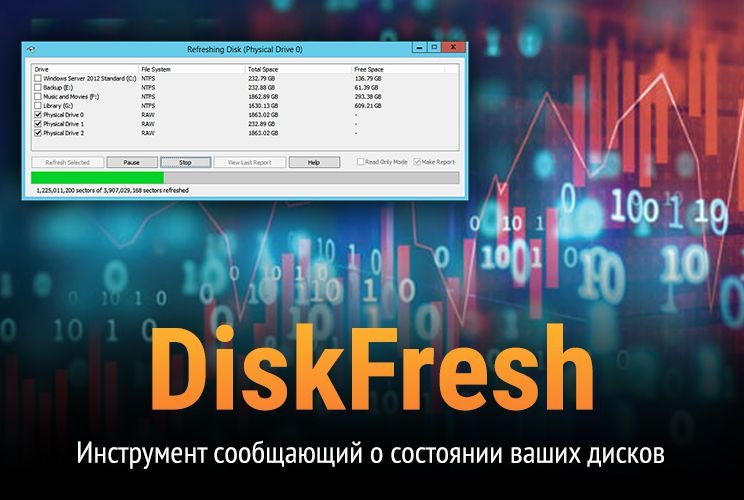 Refreshing Disk (Physical Drive 0)
Drive File System Total Space Free Space
Windows Server 2012 Standard (C:) NTFS 232.79 GB 136.79 GB
Backup (E:) NTFS 232.88 GB 61.39 GB
Music and Movies (F:) NTFS 1862.89 GB 293.38 GB
Library (G:) NTFS 1630.13 GB 609.21 GB
Physical Drive 0 RAW 1863.02 GB -
Physical Drive 1 RAW 232.89 GB -
Physical Drive 2 RAW 1863.02 GB -
Refresh Selected Pause Stop View Last Report Help Read Only Mode Make Report
1,225,011,200 sectors of 3,907,029,168 sectors refreshed
DiskFresh
Инструмент сообщающий о состоянии ваших дисков